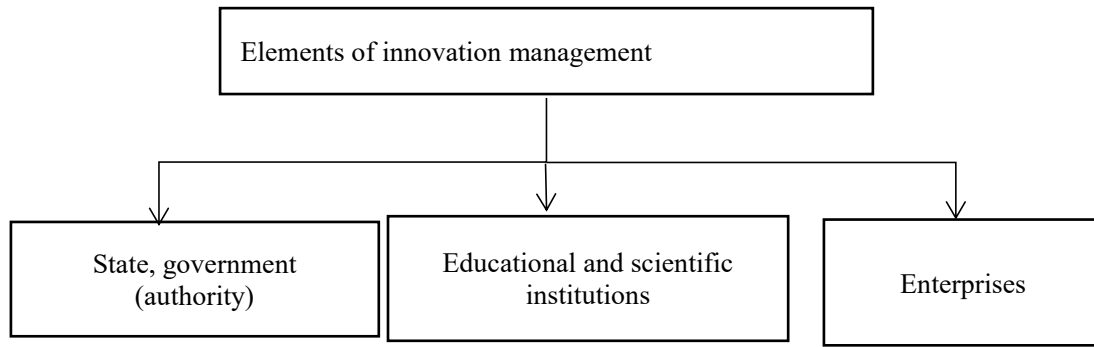 Elements of innovation management
State, government
(authority)
Educational and scientific
institutions
Enterprises